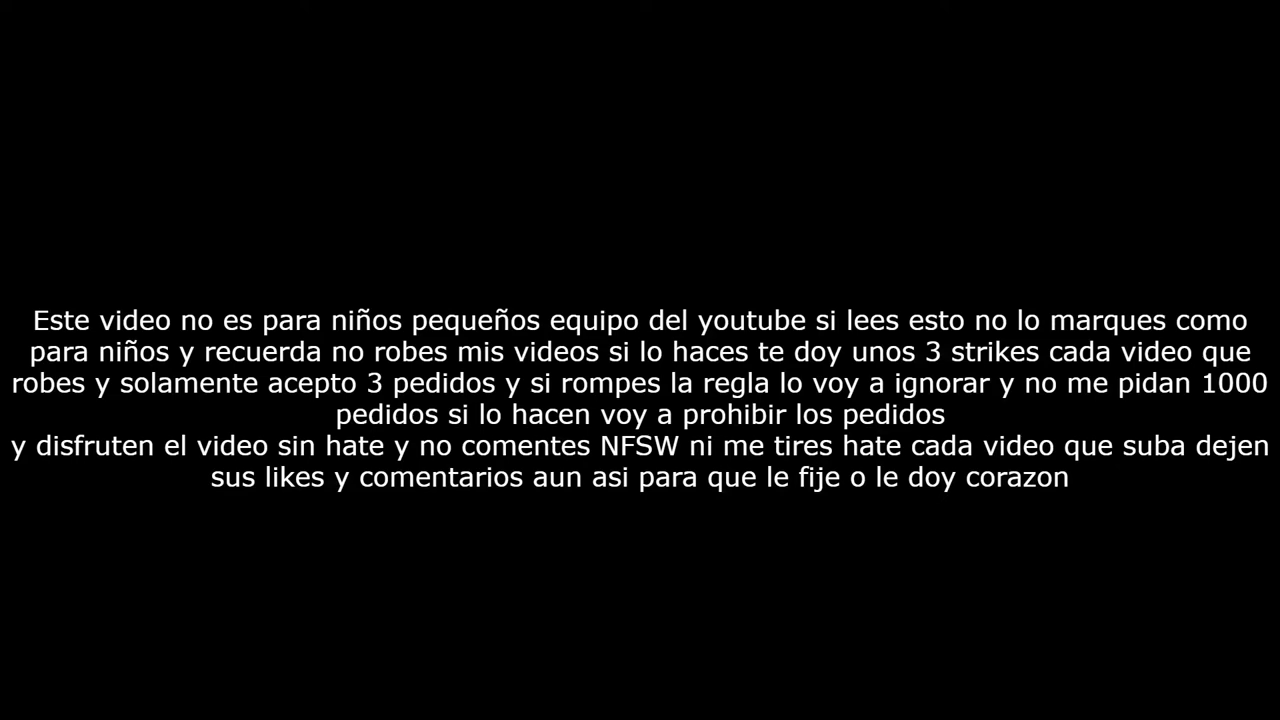 Este video no es para niños pequeños equipo del youtube si lees esto no lo marques como
para niños y recuerda no robes mis videos si lo haces te doy unos 3 strikes cada video que
robes y solamente acepto 3 pedidos y si rompes la regla lo voy a ignorar y no me pidan 1000
pedidos si lo hacen voy a prohibir los pedidos
y disfruten el video sin hate y no comentes NFSW ni me tires hate cada video que suba dejen
sus likes y comentarios aun asi para que le fije o le doy corazon